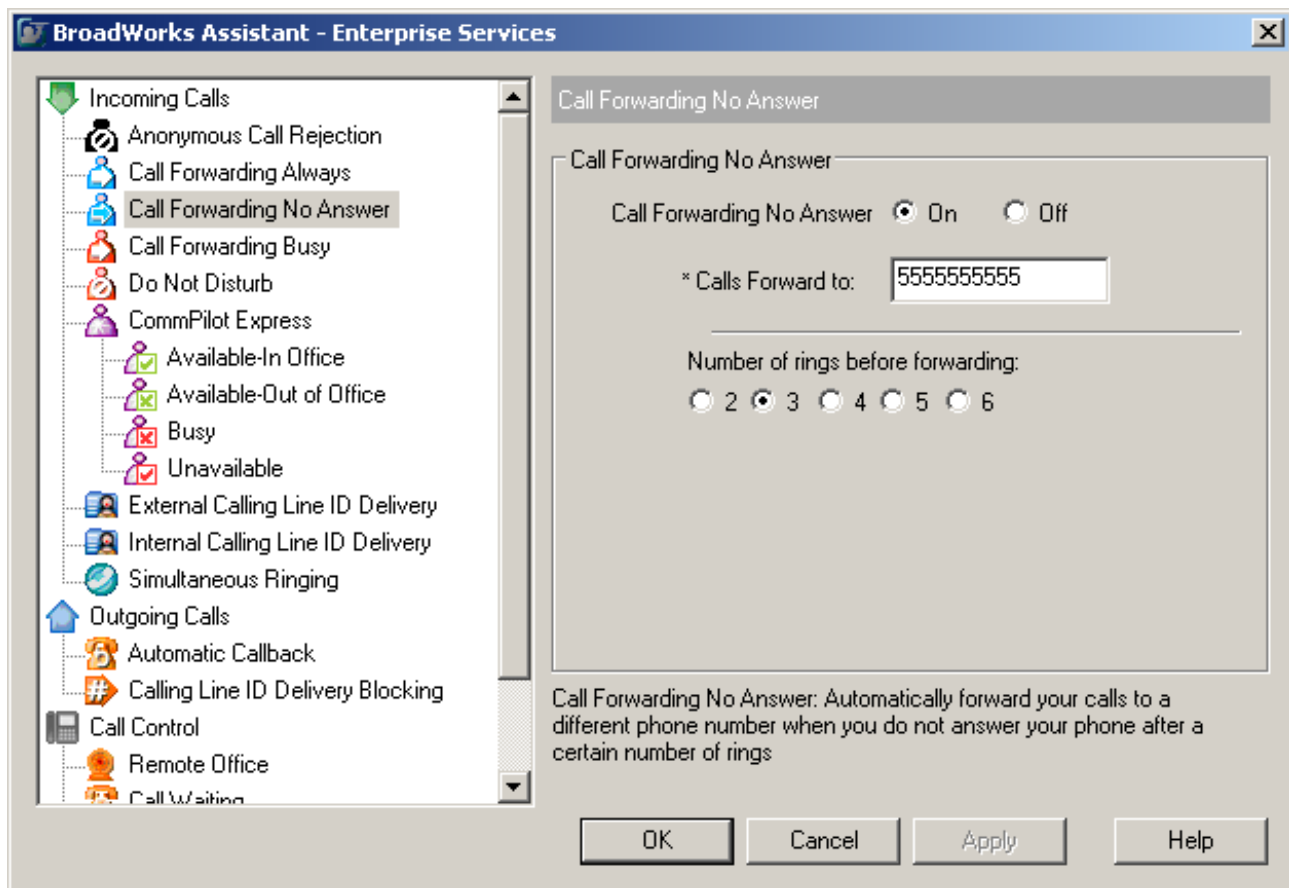 BroadWorks Assistant - Enterprise Services
Incoming Calls
Anonymous Call Rejection
Call Forwarding Always
Call Forwarding No Answer
Call Forwarding Busy
Do Not Disturb
CommPilot Express
Available-In Office
Available-Out of Office
Busy
Unavailable
External Calling Line ID Delivery
Internal Calling Line ID Delivery
Simultaneous Ringing
Outgoing Calls
Automatic Callback
Calling Line ID Delivery Blocking
Call Control
Remote Office
Call Waiting
Call Forwarding No Answer
Call Forwarding No Answer
Call Forwarding No Answer On Off
* Calls Forward to: 5555555555
Number of rings before forwarding:
2 3 4 5 6
Call Forwarding No Answer: Automatically forward your calls to a
different phone number when you do not answer your phone after a
certain number of rings
OK Cancel Apply Help